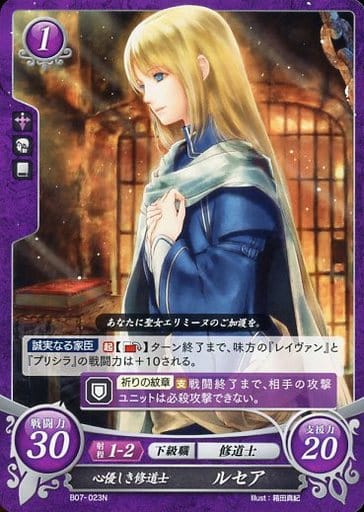 1
あなたに聖女エリミーヌのご加護を。
誠実なる家臣 起【】ターン終了まで、味方の『レイヴァン』と
『プリシラ』の戦闘力は+10される。
祈りの紋章 支 戦闘終了まで、相手の攻撃
ユニットは必殺攻撃できない。
戦闘力
30
射程 1-2 下級職 修道士
支援力
20
心優しき修道士 ルセア
B07-023N
Illust:箱田真紀